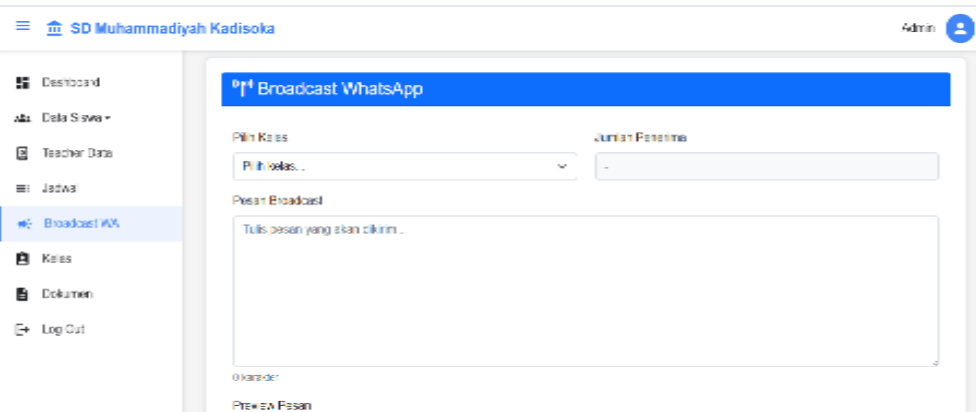 SD Muhammadiyah Kadisoka
Admin
Dashboard
Data Siswa
Teacher Data
Jadwal
Broadcast WA
Kelas
Dokumen
Log Out
Broadcast WhatsApp
Pilih Kelas
Jumlah Penerima
Pilih kelas...
-
Pesan Broadcast
Tulis pesan yang akan dikirim...
0 karakter
Preview Pesan